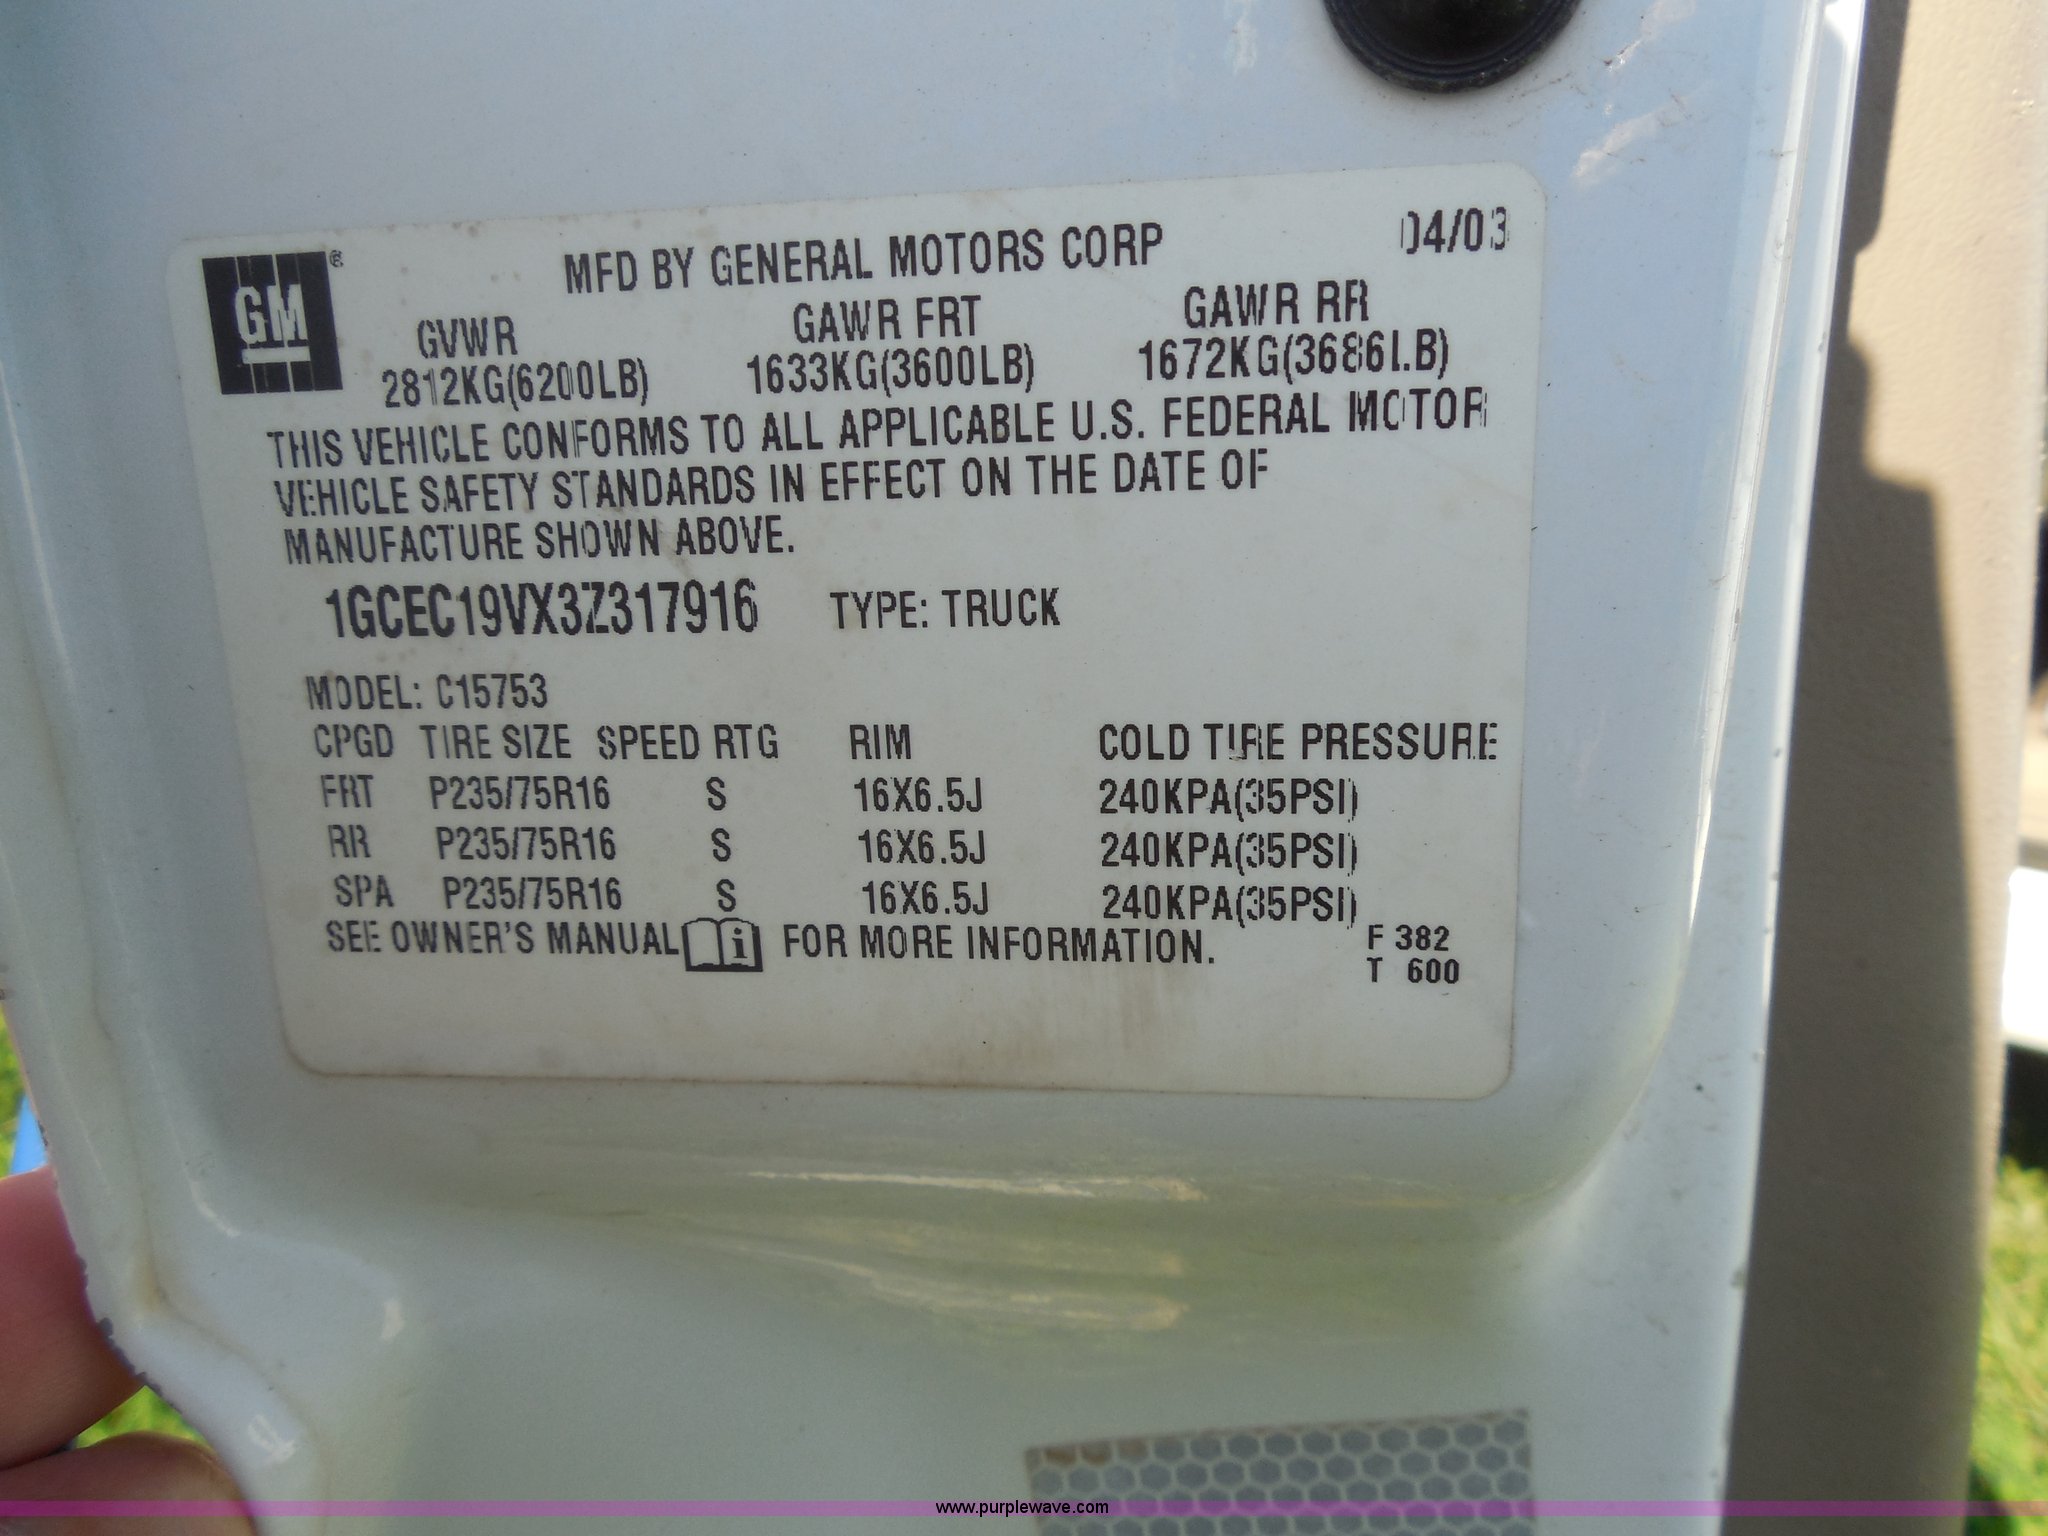 GM ®
MFD BY GENERAL MOTORS CORP 04/03
GVWR GAWR FRT GAWR RR
2812KG(6200LB) 1633KG(3600LB) 1672KG(3686LB)
THIS VEHICLE CONFORMS TO ALL APPLICABLE U.S. FEDERAL MOTOR
VEHICLE SAFETY STANDARDS IN EFFECT ON THE DATE OF
MANUFACTURE SHOWN ABOVE.
1GCEC19VX3Z317916 TYPE: TRUCK
MODEL: C15753
CPGD TIRE SIZE SPEED RTG RIM COLD TIRE PRESSURE
FRT P235/75R16 S 16X6.5J 240KPA(35PSI)
RR P235/75R16 S 16X6.5J 240KPA(35PSI)
SPA P235/75R16 S 16X6.5J 240KPA(35PSI)
SEE OWNER'S MANUAL i FOR MORE INFORMATION. F 382
T 600
www.purplewave.com